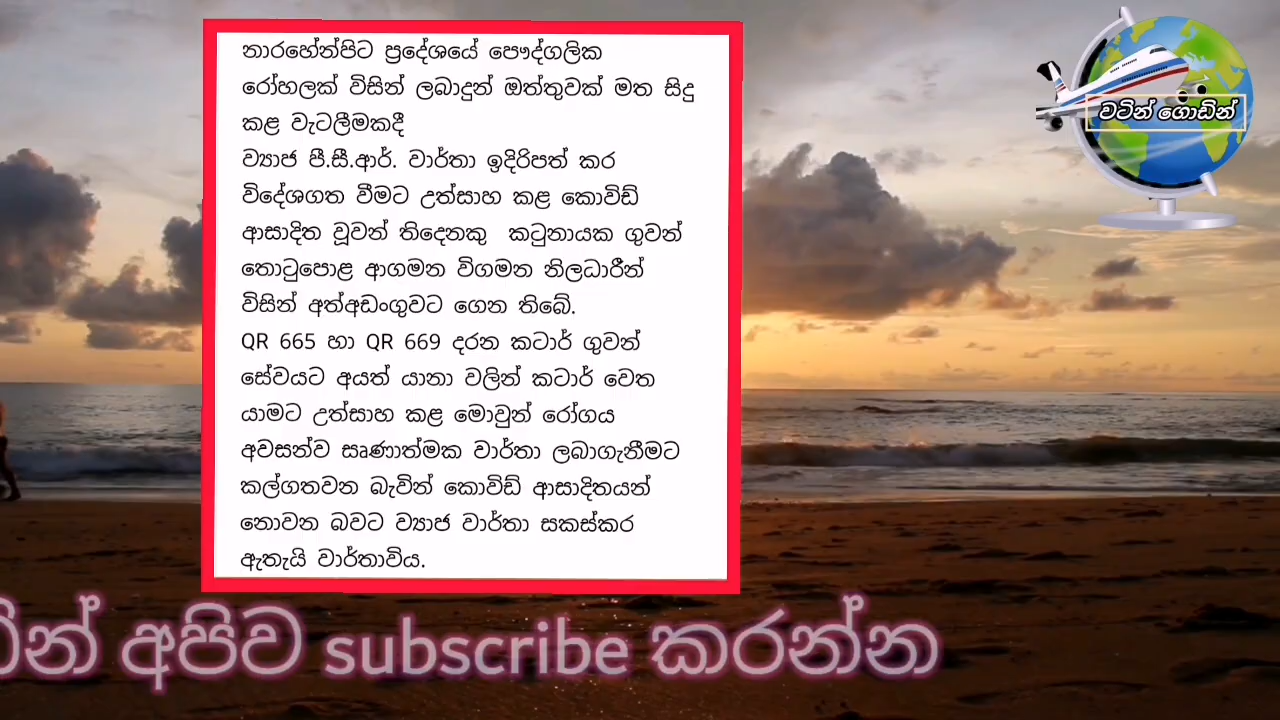 නාරහේන්පිට ප්‍රදේශයේ පෞද්ගලික
රෝහලක් විසින් ලබාදුන් ඔත්තුවක් මත සිදු
කළ වැටලීමකදී
ව්‍යාජ පී.සී.ආර්. වාර්තා ඉදිරිපත් කර
විදේශගත වීමට උත්සාහ කළ කොවිඩ්
ආසාදිත වූවන් තිදෙනකු කටුනායක ගුවන්
තොටුපොළ ආගමන විගමන නිලධාරීන්
විසින් අත්අඩංගුවට ගෙන තිබේ.
QR 665 හා QR 669 දරන කටාර් ගුවන්
සේවයට අයත් යානා වලින් කටාර් වෙත
යාමට උත්සාහ කළ මොවුන් රෝගය
අවසන්ව සෘණාත්මක වාර්තා ලබාගැනීමට
කල්ගතවන බැවින් කොවිඩ් ආසාදිතයන්
නොවන බවට ව්‍යාජ වාර්තා සකස්කර
ඇතැයි වාර්තාවිය.
වටින් ගොඩින්
අපිව subscribe කරන්න